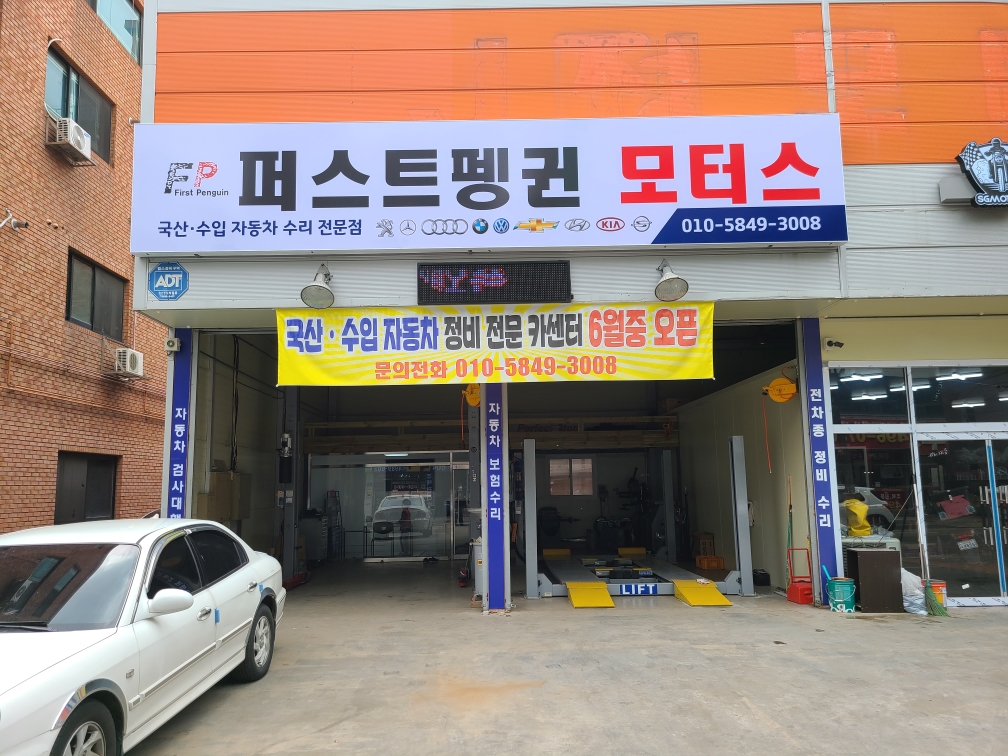 FP
First Penguin
퍼스트펭귄 모터스
국산·수입 자동차 수리 전문점
KIA
010-5849-3008
SGMOT
ADT
국산·수입 자동차 정비 전문 카센터 6월중 오픈
문의전화 010-5849-3008
자동차 검사대행
자동차 보험수리
전차종 정비 수리
LIFT